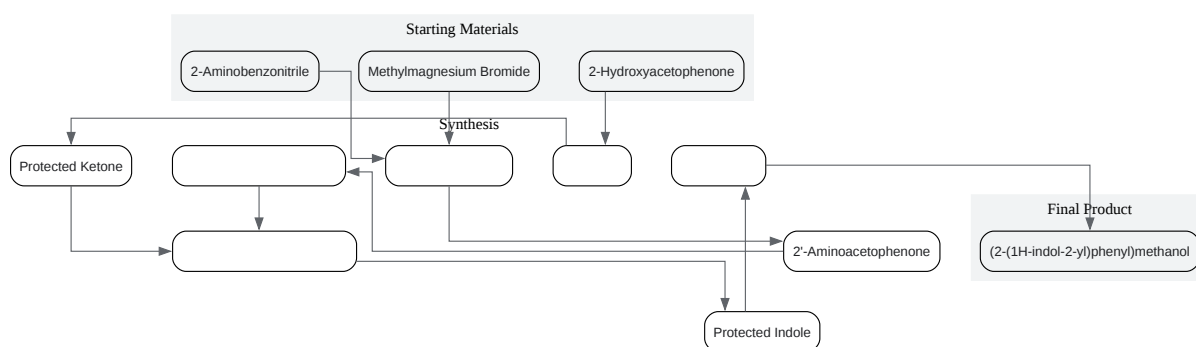 Starting Materials
2-Aminobenzonitrile
Methylmagnesium Bromide
2-Hydroxyacetophenone
Synthesis
Protected Ketone
Final Product
2'-Aminoacetophenone
(2-(1H-indol-2-yl)phenyl)methanol
Protected Indole